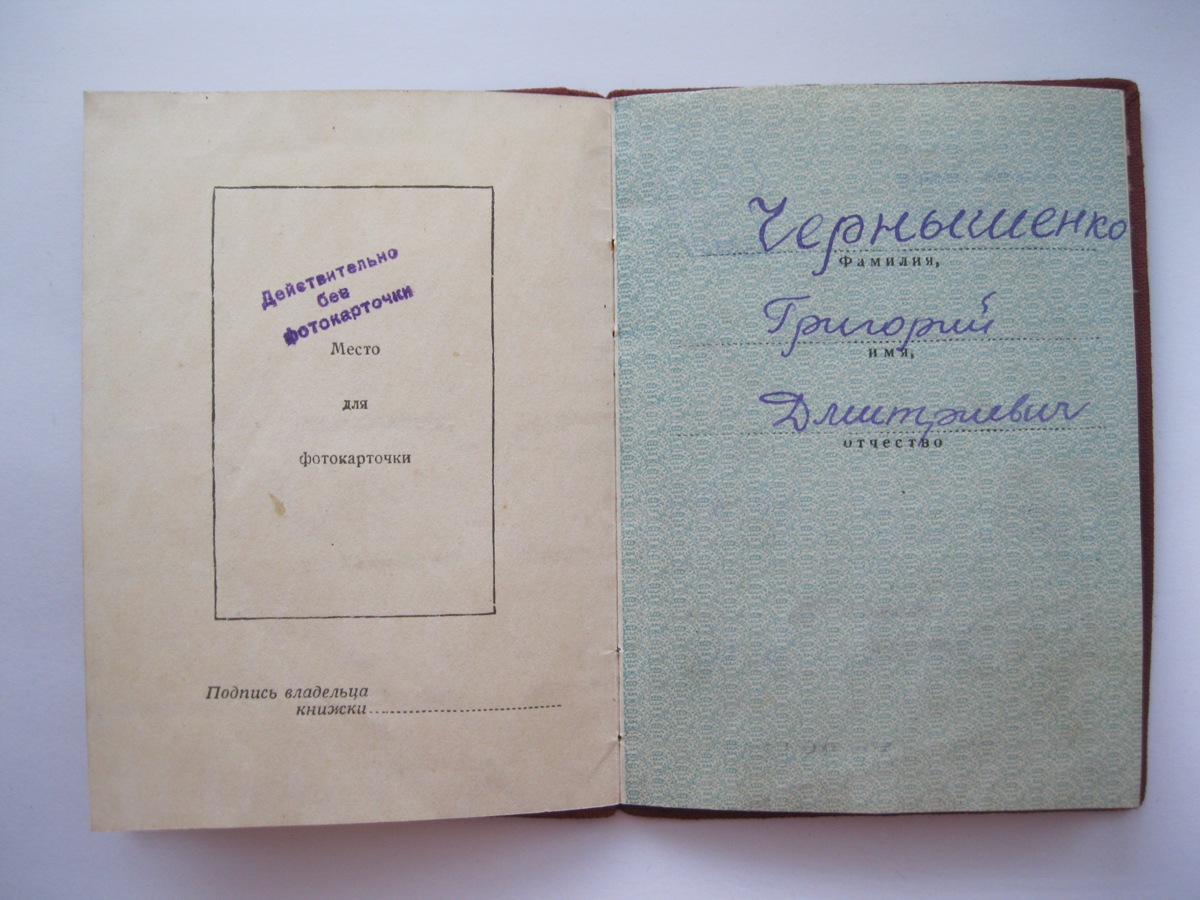 Действительно
без
фотокарточки
Место
для
фотокарточки
Подпись владельца
книжки
Чернышенко
Фамилия,
Григорий
имя,
Дмитриевич
отчество